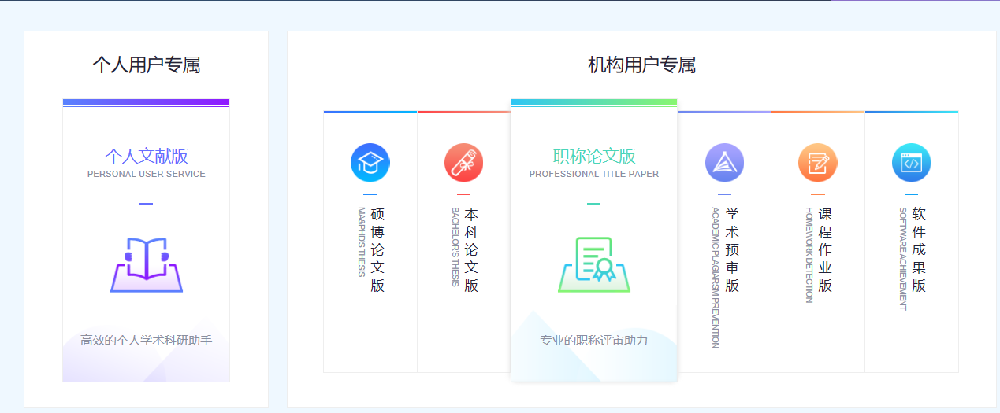 个人用户专属
个人文献版
PERSONAL USER SERVICE
高效的个人学术科研助手
机构用户专属
硕博论文版
MA&PHD'S THESIS
本科论文版
BACHELOR'S THESIS
职称论文版
PROFESSIONAL TITLE PAPER
专业的职称评审助力
学术预审版
ACADEMIC PLAGIARSM PREVENTION
课程作业版
HOMEWORK DETECTION
软件成果版
SOFTWARE ACHIEVEMENT